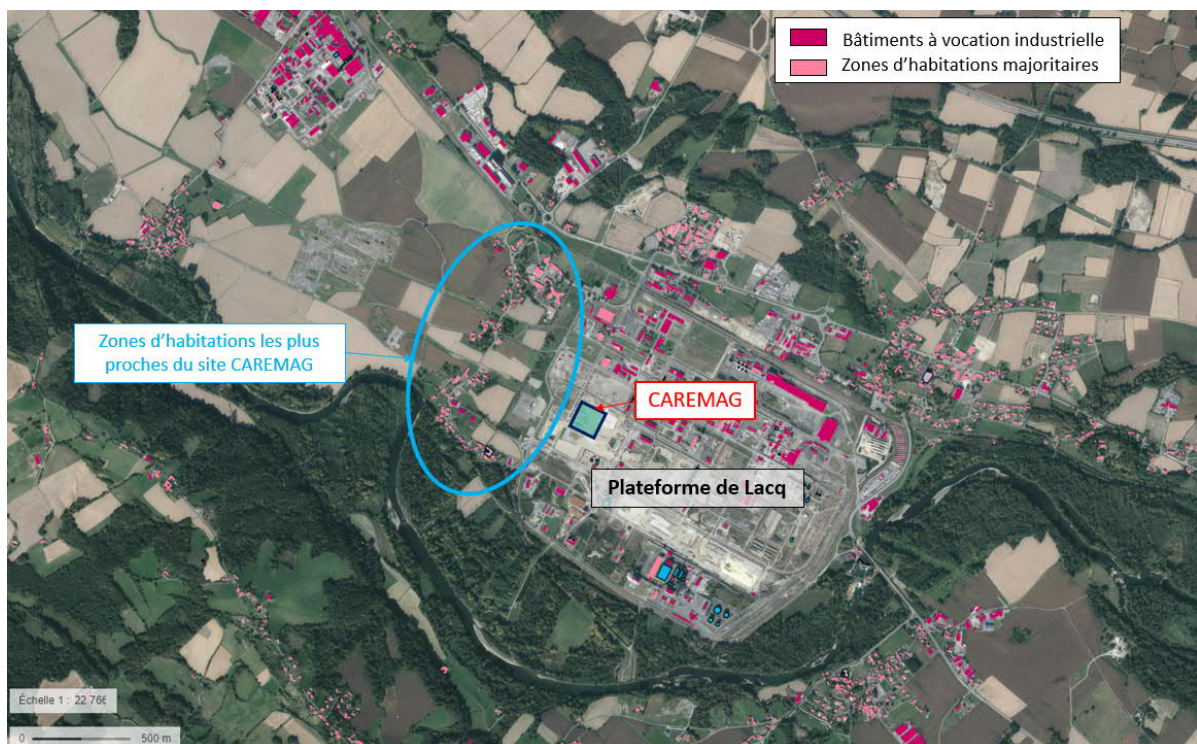 Bâtiments à vocation industrielle
Zones d'habitations majoritaires
Zones d'habitations les plus
proches du site CAREMAG
CAREMAG
Plateforme de Lacq
Échelle 1 : 22 766
0 500 m